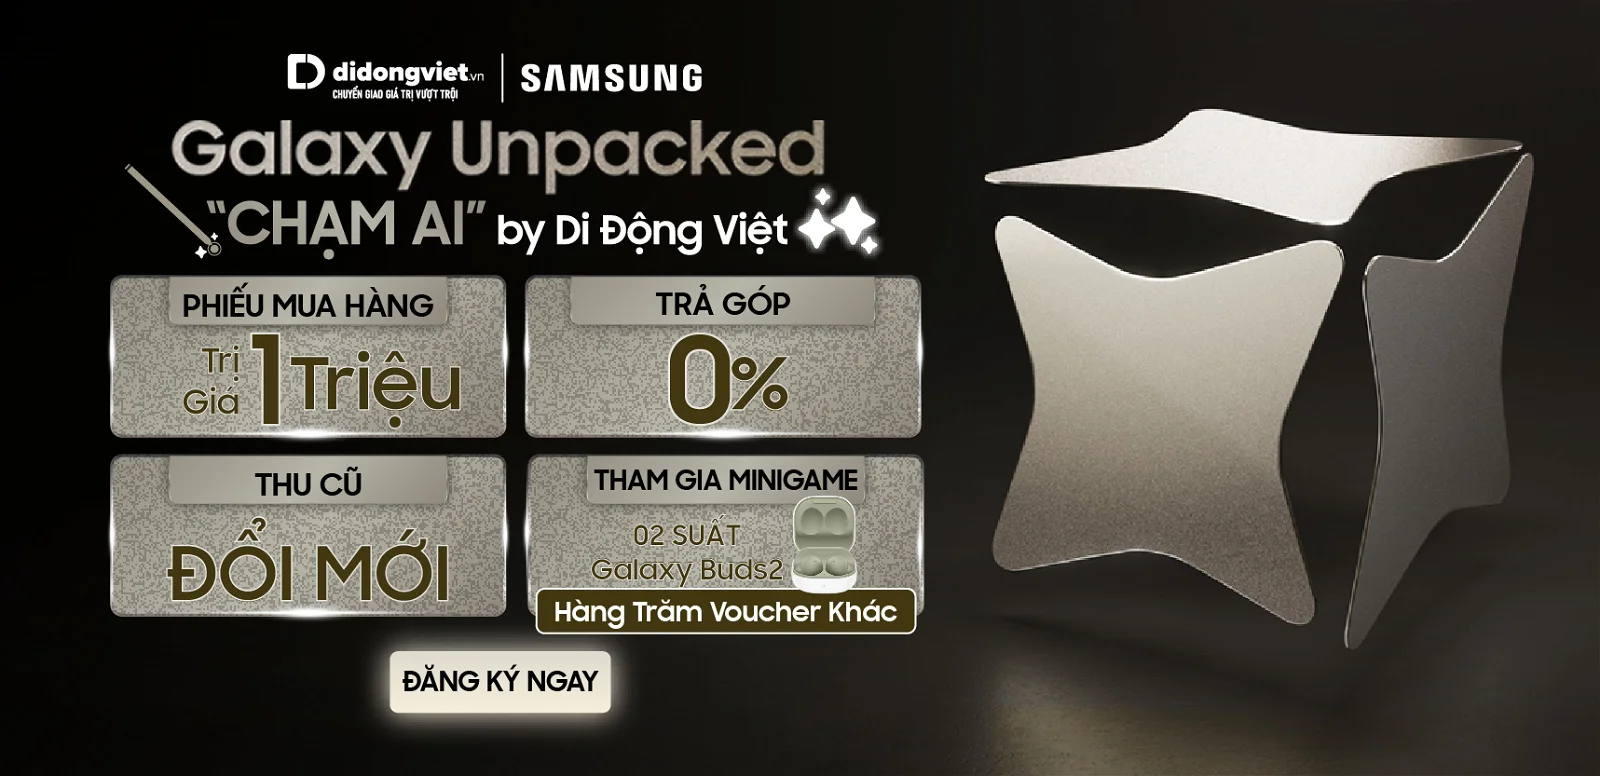 didongviet.vn
CHUYỂN GIAO GIÁ TRỊ VƯỢT TRỘI
SAMSUNG
Galaxy Unpacked
“CHẠM AI” by Di Động Việt
PHIẾU MUA HÀNG
Trị Giá 1 Triệu
TRẢ GÓP
0%
THU CŨ
ĐỔI MỚI
THAM GIA MINIGAME
02 SUẤT
Galaxy Buds2
Hàng Trăm Voucher Khác
ĐĂNG KÝ NGAY